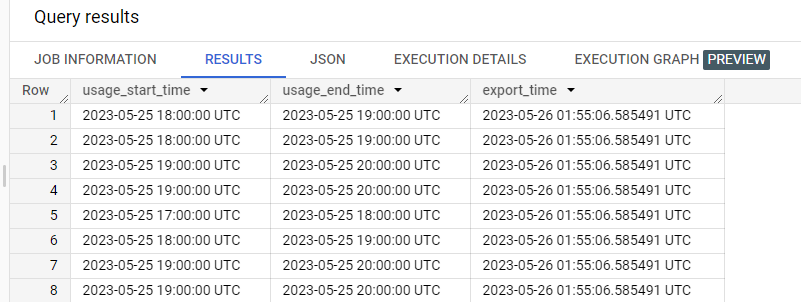 Query results
JOB INFORMATION RESULTS JSON EXECUTION DETAILS EXECUTION GRAPH PREVIEW
Row usage_start_time usage_end_time export_time
1 2023-05-25 18:00:00 UTC 2023-05-25 19:00:00 UTC 2023-05-26 01:55:06.585491 UTC
2 2023-05-25 18:00:00 UTC 2023-05-25 19:00:00 UTC 2023-05-26 01:55:06.585491 UTC
3 2023-05-25 19:00:00 UTC 2023-05-25 20:00:00 UTC 2023-05-26 01:55:06.585491 UTC
4 2023-05-25 19:00:00 UTC 2023-05-25 20:00:00 UTC 2023-05-26 01:55:06.585491 UTC
5 2023-05-25 17:00:00 UTC 2023-05-25 18:00:00 UTC 2023-05-26 01:55:06.585491 UTC
6 2023-05-25 18:00:00 UTC 2023-05-25 19:00:00 UTC 2023-05-26 01:55:06.585491 UTC
7 2023-05-25 19:00:00 UTC 2023-05-25 20:00:00 UTC 2023-05-26 01:55:06.585491 UTC
8 2023-05-25 19:00:00 UTC 2023-05-25 20:00:00 UTC 2023-05-26 01:55:06.585491 UTC